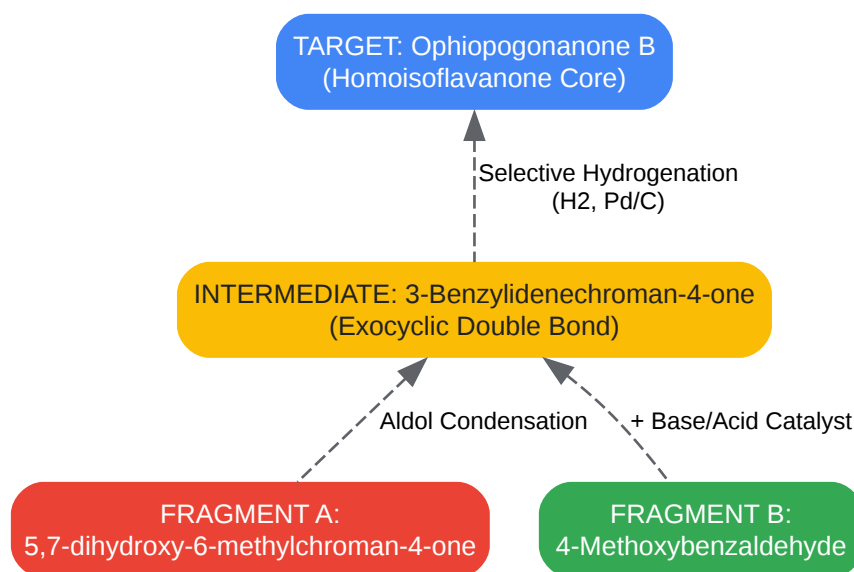 TARGET: Ophiopogonanone B
(Homoisoflavanone Core)
Selective Hydrogenation
(H2, Pd/C)
INTERMEDIATE: 3-Benzylidenechroman-4-one
(Exocyclic Double Bond)
Aldol Condensation
+ Base/Acid Catalyst
FRAGMENT A:
5,7-dihydroxy-6-methylchroman-4-one
FRAGMENT B:
4-Methoxybenzaldehyde